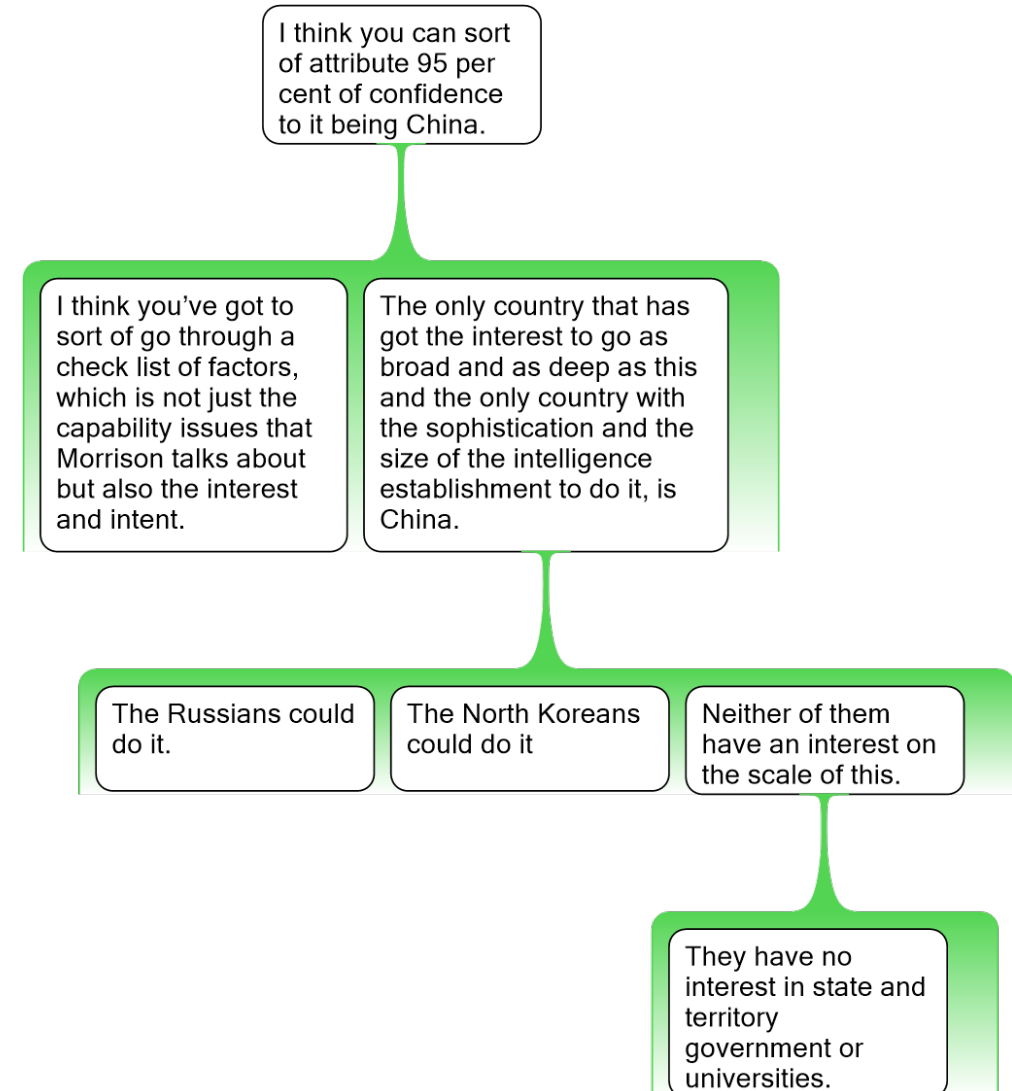 I think you can sort
of attribute 95 per
cent of confidence
to it being China.
I think you’ve got to
sort of go through a
check list of factors,
which is not just the
capability issues that
Morrison talks about
but also the interest
and intent.
The only country that has
got the interest to go as
broad and as deep as this
and the only country with
the sophistication and the
size of the intelligence
establishment to do it, is
China.
The Russians could
do it.
The North Koreans
could do it
Neither of them
have an interest on
the scale of this.
They have no
interest in state and
territory
government or
universities.